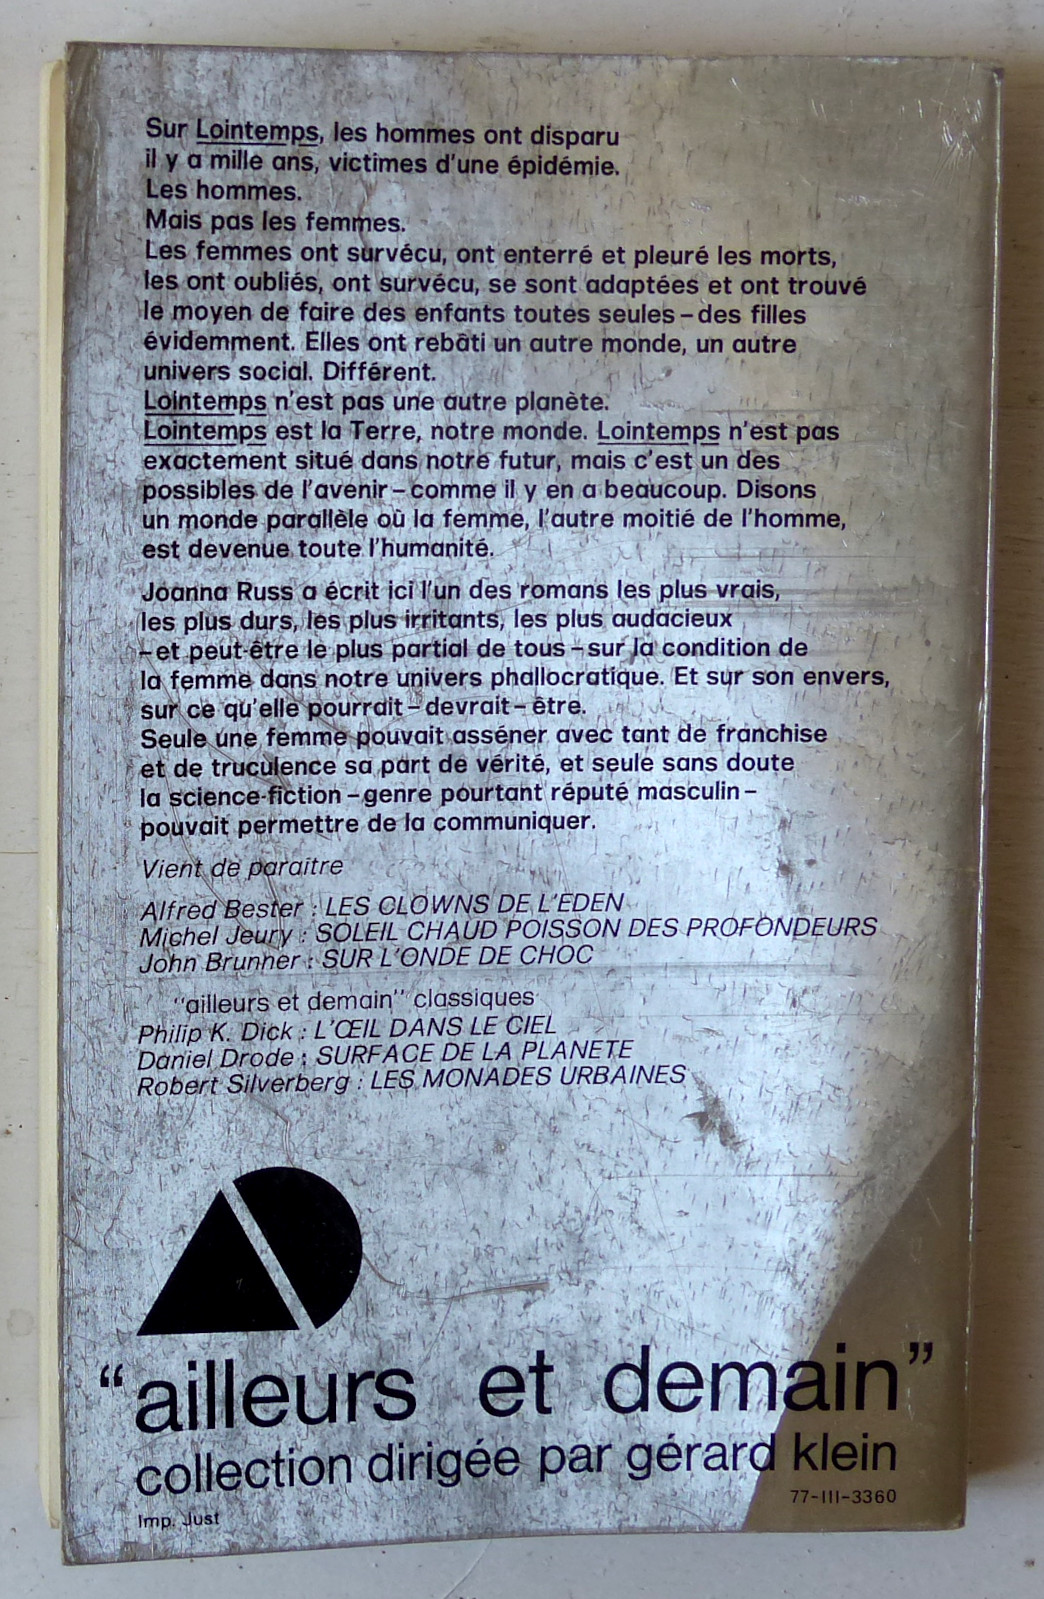 Sur Lointemps, les hommes ont disparu
il y a mille ans, victimes d'une épidémie.
Les hommes.
Mais pas les femmes.
Les femmes ont survécu, ont enterré et pleuré les morts,
les ont oubliés, ont survécu, se sont adaptées et ont trouvé
le moyen de faire des enfants toutes seules – des filles
évidemment. Elles ont rebâti un autre monde, un autre
univers social. Différent.
Lointemps n'est pas une autre planète.
Lointemps est la Terre, notre monde. Lointemps n'est pas
exactement situé dans notre futur, mais c'est un des
possibles de l'avenir – comme il y en a beaucoup. Disons
un monde parallèle où la femme, l'autre moitié de l'homme,
est devenue toute l'humanité.
Joanna Russ a écrit ici l'un des romans les plus vrais,
les plus durs, les plus irritants, les plus audacieux
– et peut-être le plus partial de tous – sur la condition de
la femme dans notre univers phallocratique. Et sur son envers,
sur ce qu'elle pourrait – devrait – être.
Seule une femme pouvait asséner avec tant de franchise
et de truculence sa part de vérité, et seule sans doute
la science-fiction – genre pourtant réputé masculin –
pouvait permettre de la communiquer.
Vient de paraitre
Alfred Bester : LES CLOWNS DE L'EDEN
Michel Jeury : SOLEIL CHAUD POISSON DES PROFONDEURS
John Brunner : SUR L'ONDE DE CHOC
"ailleurs et demain" classiques
Philip K. Dick : L'ŒIL DANS LE CIEL
Daniel Drode : SURFACE DE LA PLANETE
Robert Silverberg : LES MONADES URBAINES
"ailleurs et demain"
collection dirigée par gérard klein
77-III-3360
Imp. Just